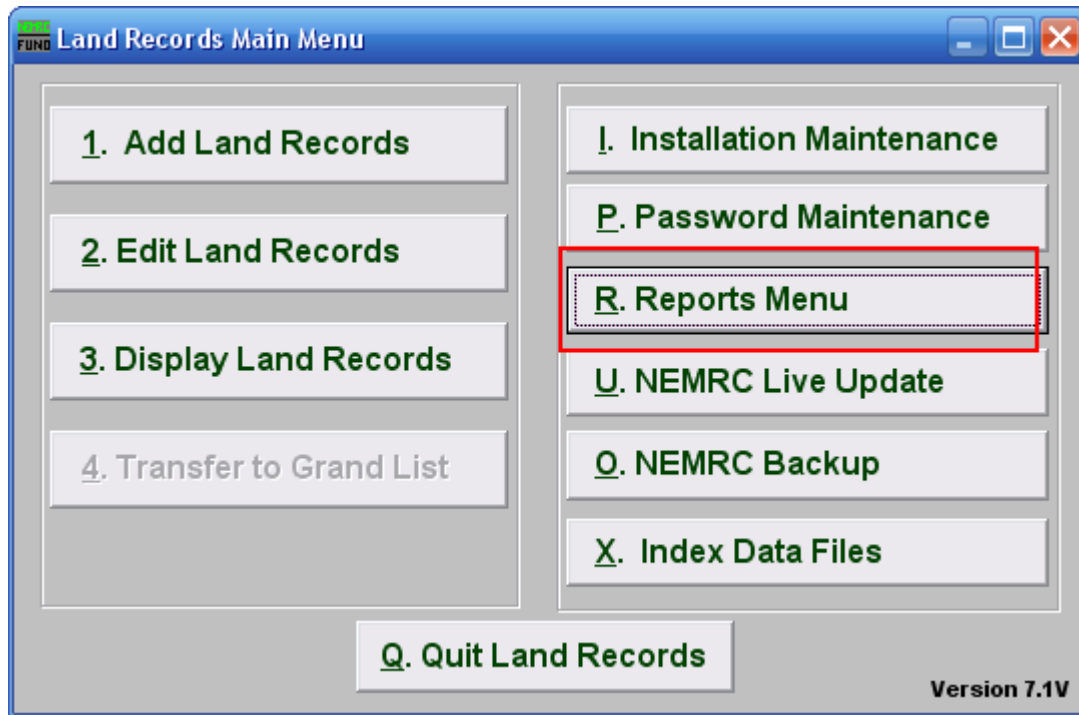 NEMRC
FUND Land Records Main Menu
1. Add Land Records
2. Edit Land Records
3. Display Land Records
4. Transfer to Grand List
I. Installation Maintenance
P. Password Maintenance
R. Reports Menu
U. NEMRC Live Update
O. NEMRC Backup
X. Index Data Files
Q. Quit Land Records
Version 7.1V